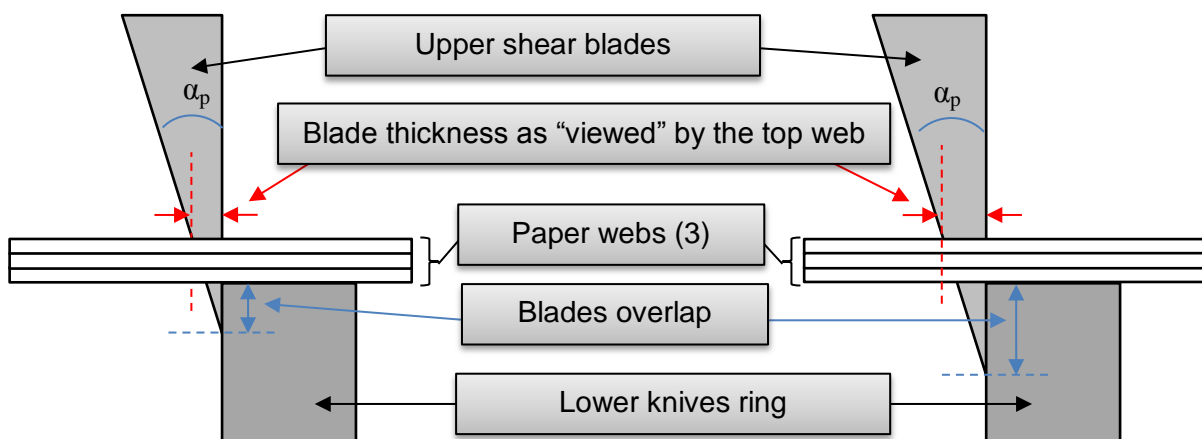 Upper shear blades
αp
αp
Blade thickness as “viewed” by the top web
Paper webs (3)
Blades overlap
Lower knives ring